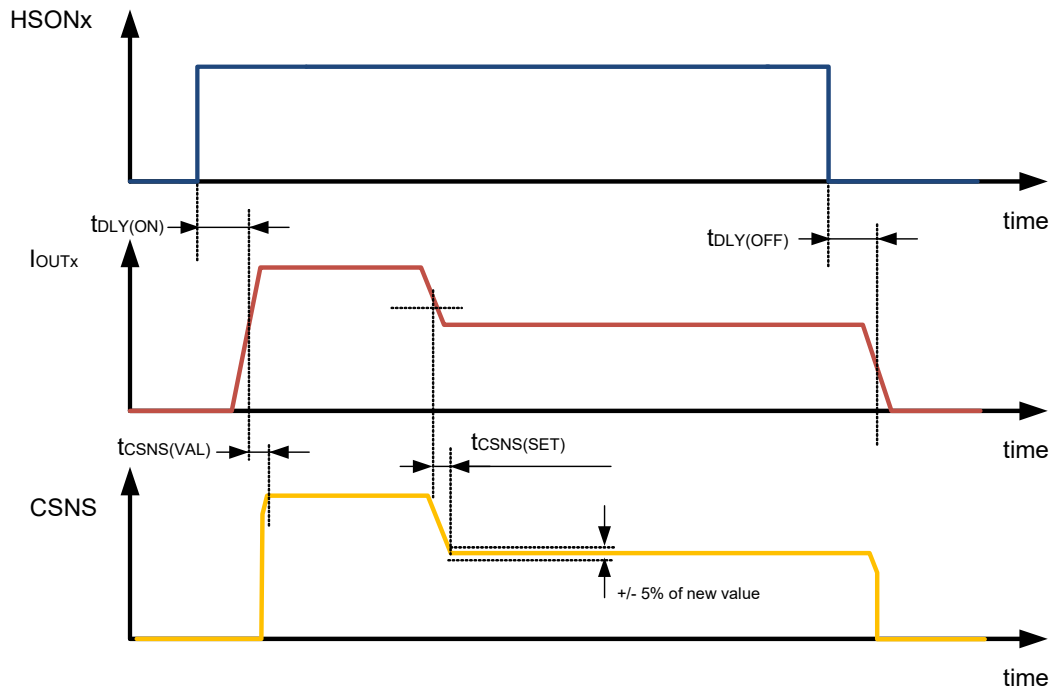 HSONx
time
tDLY(ON)
tDLY(OFF)
IOUTx
time
tCSNS(VAL)
tCSNS(SET)
CSNS
+/- 5% of new value
time